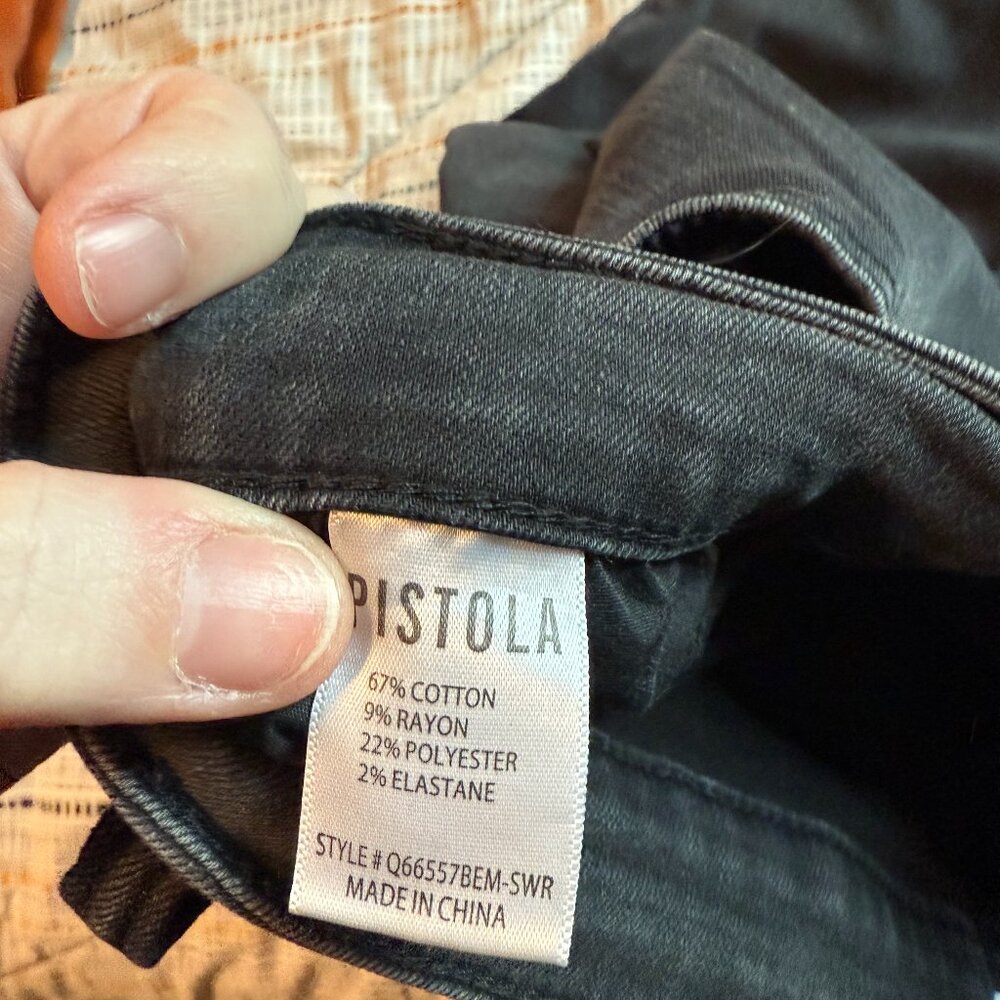 PISTOLA
67% COTTON
9% RAYON
22% POLYESTER
2% ELASTANE
STYLE # Q66557BEM-SWR
MADE IN CHINA